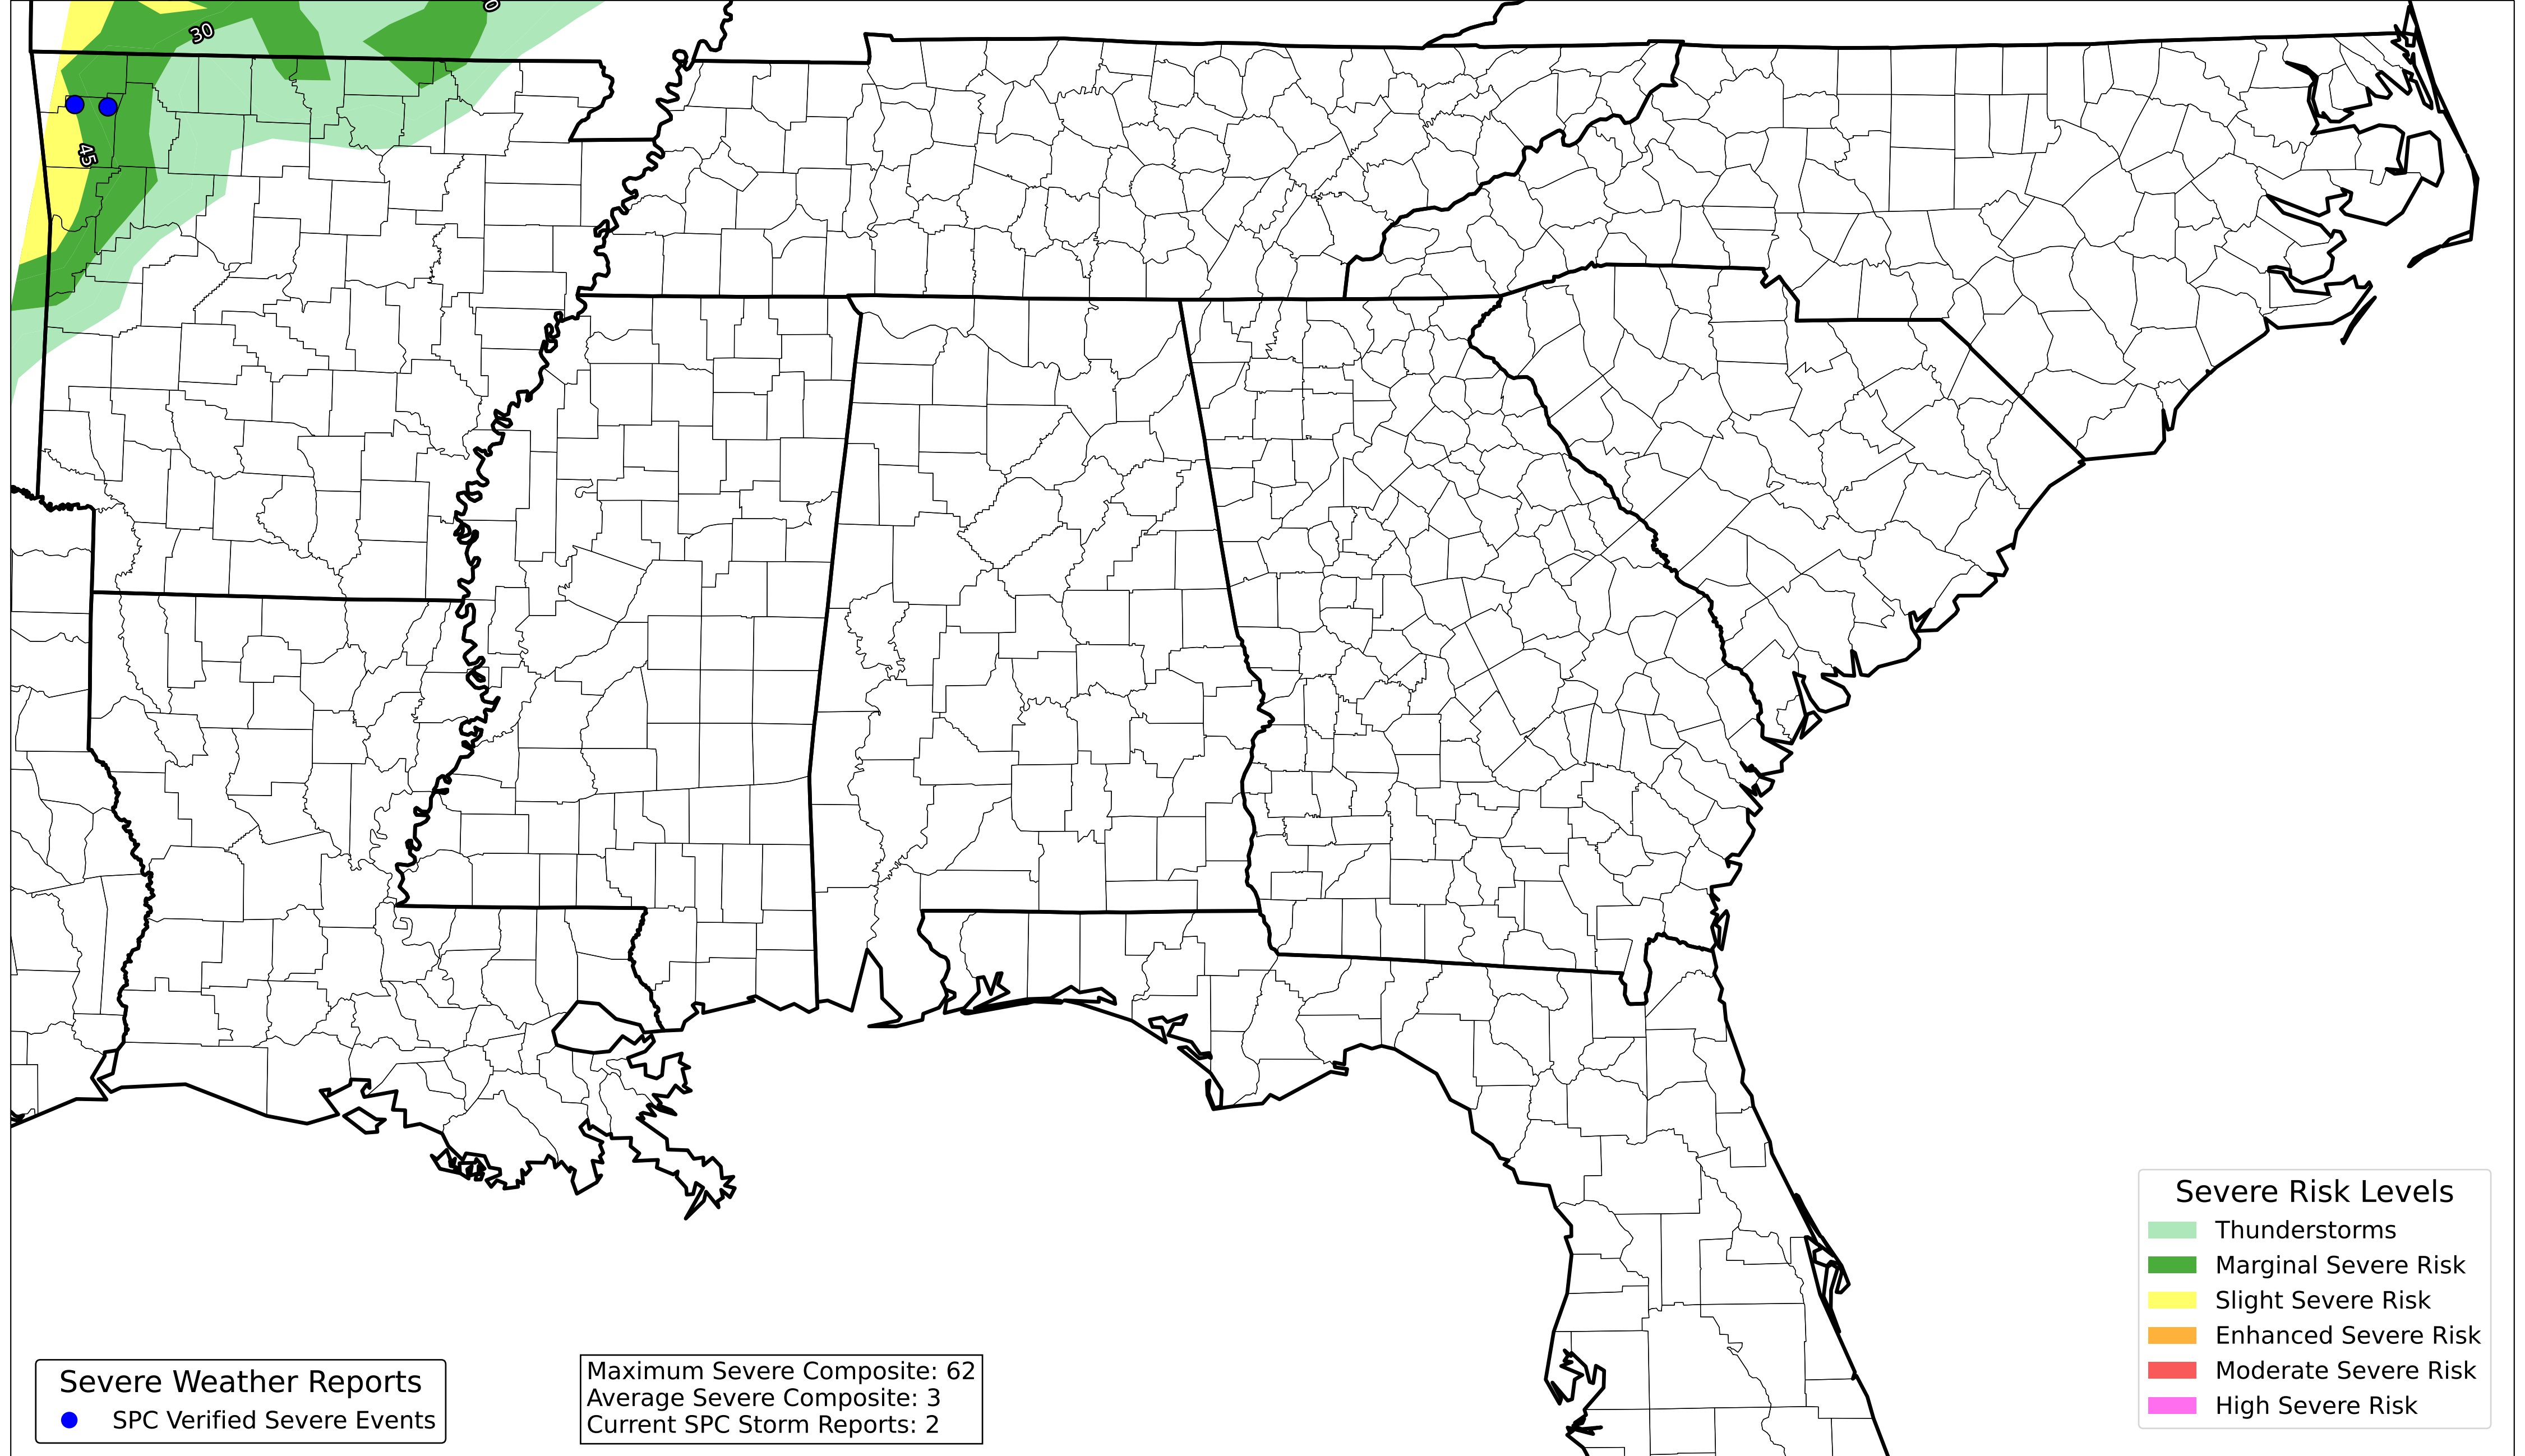 30
45
Severe Risk Levels
Thunderstorms
Marginal Severe Risk
Slight Severe Risk
Enhanced Severe Risk
Moderate Severe Risk
High Severe Risk
Severe Weather Reports
SPC Verified Severe Events
Maximum Severe Composite: 62
Average Severe Composite: 3
Current SPC Storm Reports: 2